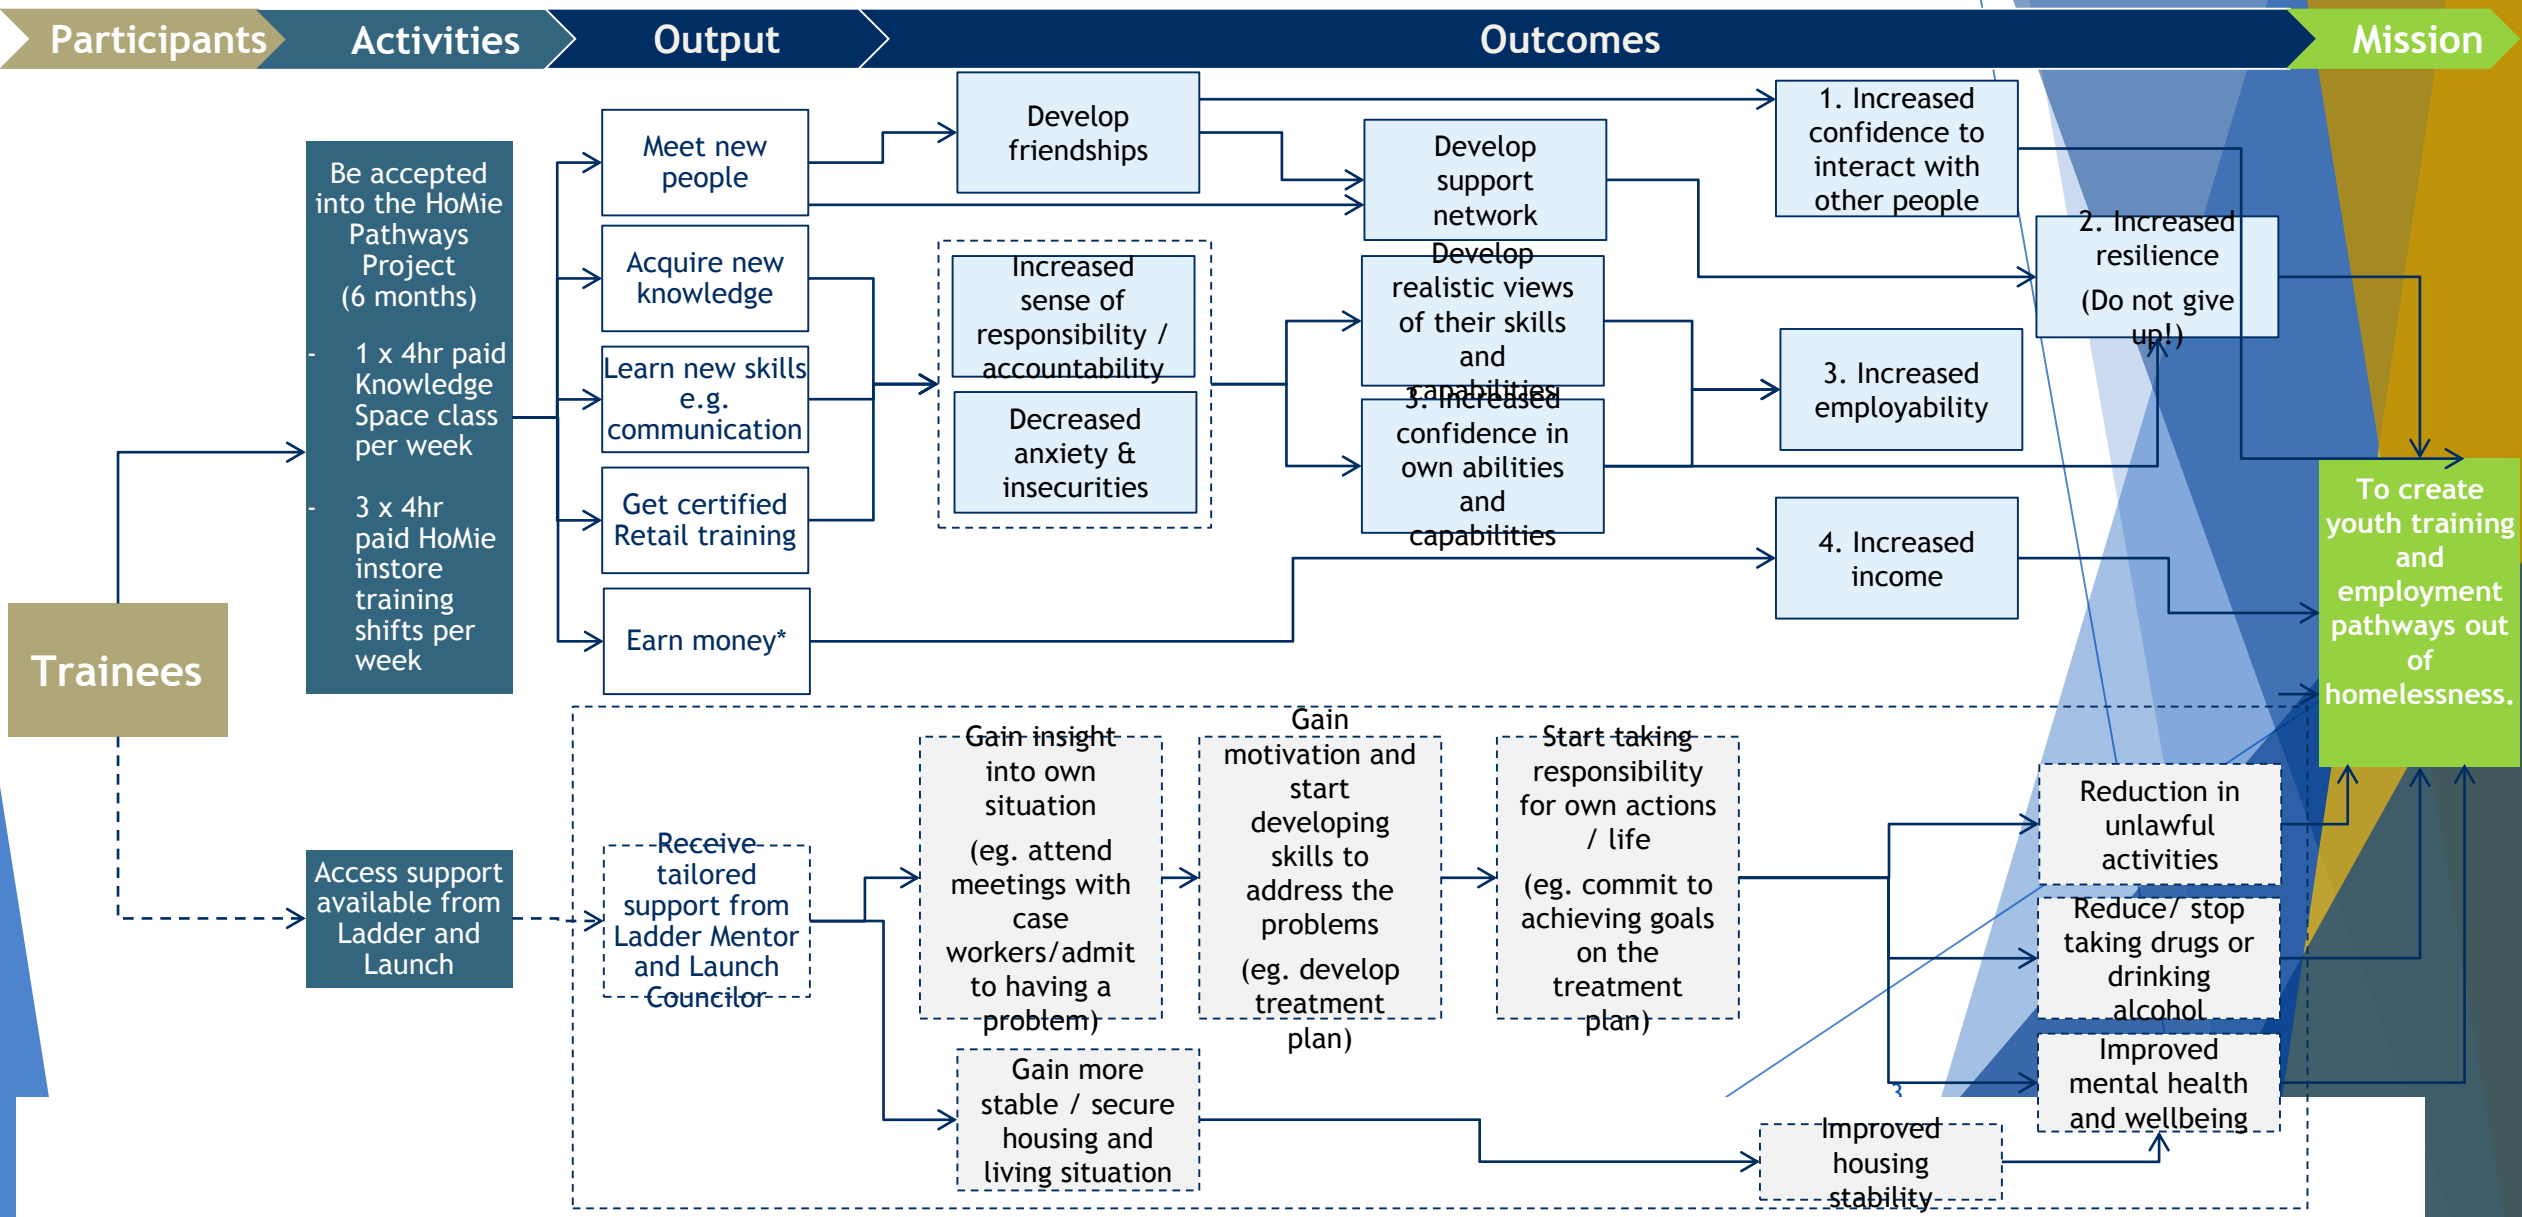 Participants
Activities
Output
Outcomes
Mission
Trainees
Be accepted
into the HoMie
Pathways
Project
(6 months)
- 1 x 4hr paid
Knowledge
Space class
per week
- 3 x 4hr
paid HoMie
instore
training
shifts per
week
Access support
available from
Ladder and
Launch
Meet new
people
Acquire new
knowledge
Learn new skills
e.g.
communication
Get certified
Retail training
Earn money*
Receive
tailored
support from
Ladder Mentor
and Launch
Councilor
Develop
friendships
Increased
sense of
responsibility /
accountability
Decreased
anxiety &
insecurities
Develop
support
network
Develop
realistic views
of their skills
and
capabilities
3. Increased
confidence in
own abilities
and
capabilities
1. Increased
confidence to
interact with
other people
2. Increased
resilience
(Do not give
up!)
3. Increased
employability
4. Increased
income
Gain insight
into own
situation
(eg. attend
meetings with
case
workers/admit
to having a
problem)
Gain
motivation and
start
developing
skills to
address the
problems
(eg. develop
treatment
plan)
Start taking
responsibility
for own actions
/ life
(eg. commit to
achieving goals
on the
treatment
plan)
Gain more
stable / secure
housing and
living situation
Improved
housing
stability
Reduction in
unlawful
activities
Reduce/ stop
taking drugs or
drinking
alcohol
Improved
mental health
and wellbeing
To create
youth training
and
employment
pathways out
of
homelessness.
3